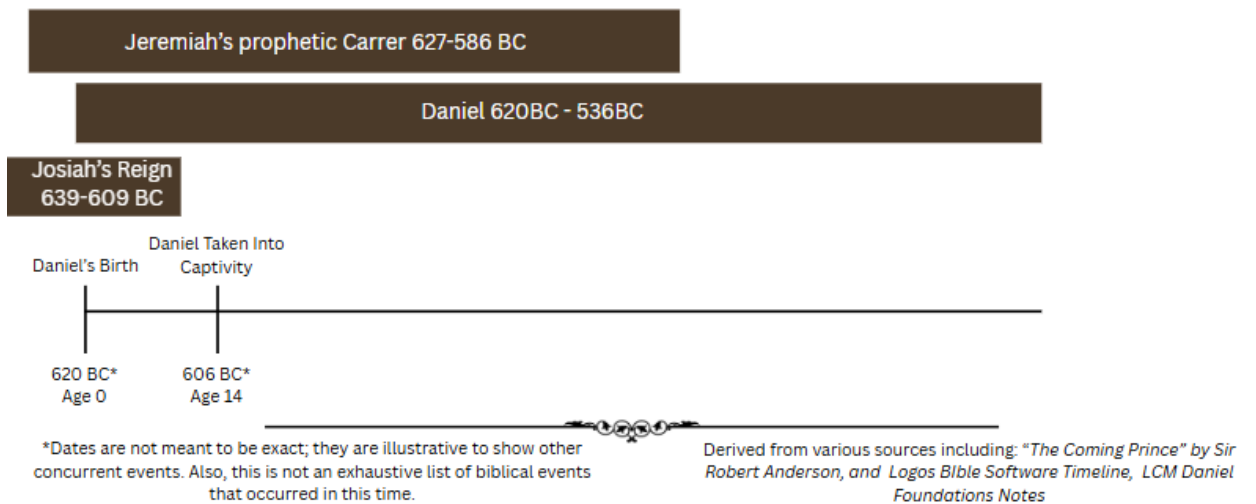 Jeremiah's prophetic Carrer 627-586 BC
Daniel 620BC - 536BC
Josiah's Reign
639-609 BC
Daniel's Birth
Daniel Taken Into
Captivity
620 BC*
Age 0
606 BC*
Age 14
*Dates are not meant to be exact; they are illustrative to show other
concurrent events. Also, this is not an exhaustive list of biblical events
that occurred in this time.
Derived from various sources including: "The Coming Prince" by Sir
Robert Anderson, and Logos BIble Software Timeline, LCM Daniel
Foundations Notes